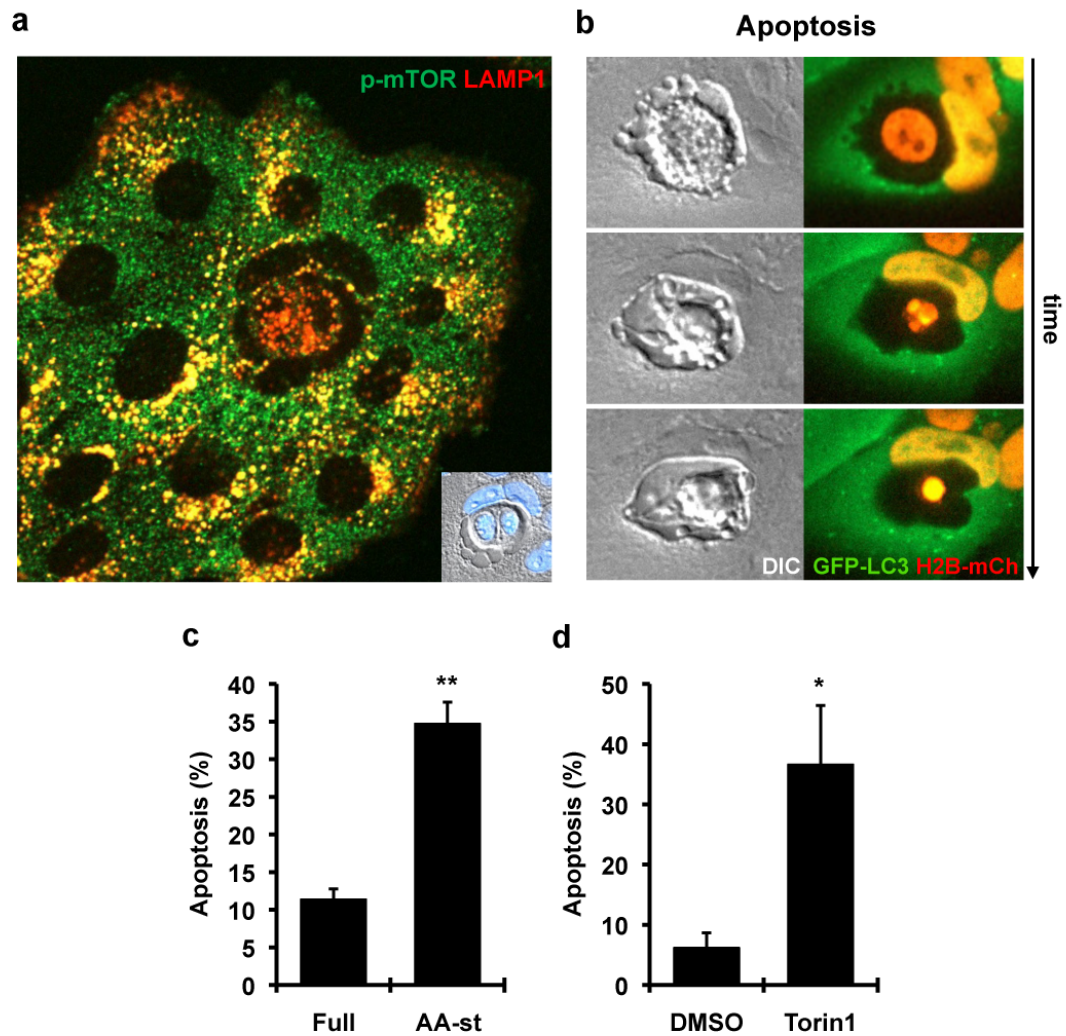 a
p-mTOR LAMP1
b
Apoptosis
time
DIC
GFP-LC3 H2B-mCh
c
Apoptosis (%)
40
35
30
25
20
15
10
5
0
**
Full
AA-st
d
Apoptosis (%)
50
40
30
20
10
0
*
DMSO
Torin1